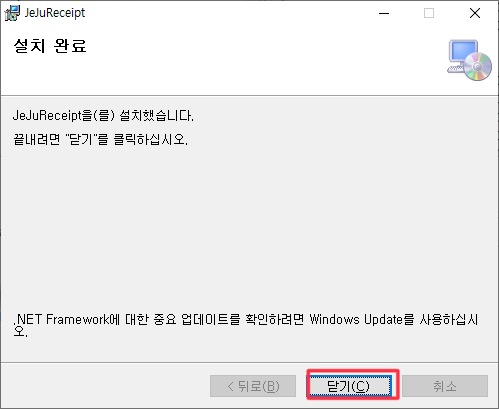 JeJuReceipt
설치 완료
JeJuReceipt을(를) 설치했습니다.
끝내려면 "닫기"를 클릭하십시오.
.NET Framework에 대한 중요 업데이트를 확인하려면 Windows Update를 사용하십시
오.
< 뒤로(B)
닫기(C)
취소